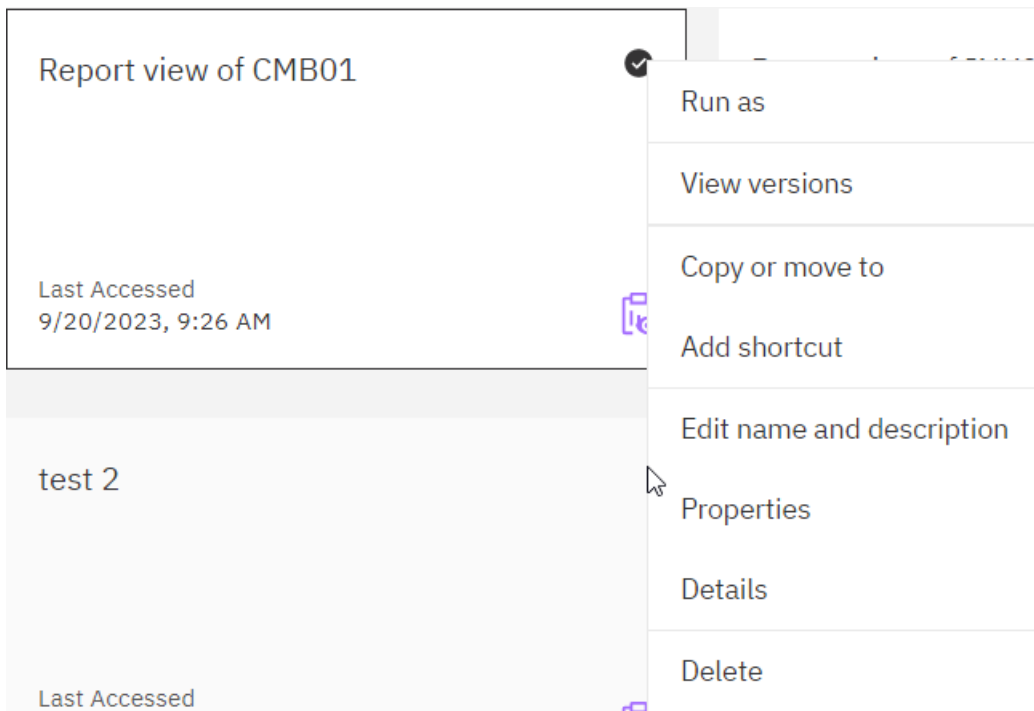 Report view of CMB01
Last Accessed
9/20/2023, 9:26 AM
test 2
Last Accessed
Run as
View versions
Copy or move to
Add shortcut
Edit name and description
Properties
Details
Delete